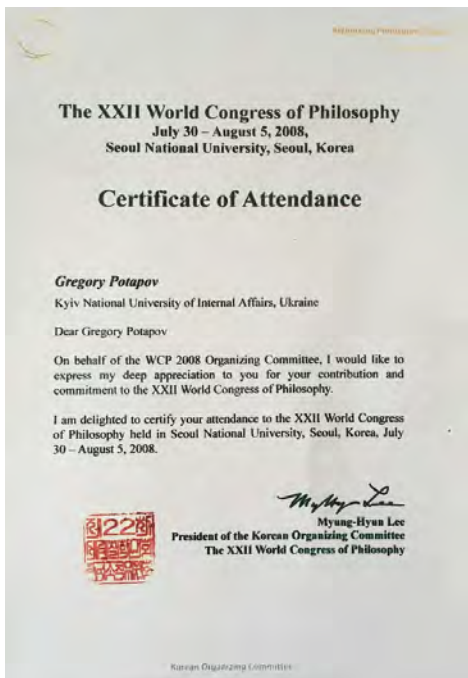 Rethinking Philosophy Today
The XXII World Congress of Philosophy
July 30 – August 5, 2008,
Seoul National University, Seoul, Korea
Certificate of Attendance
Gregory Potapov
Kyiv National University of Internal Affairs, Ukraine
Dear Gregory Potapov
On behalf of the WCP 2008 Organizing Committee, I would like to
express my deep appreciation to you for your contribution and
commitment to the XXII World Congress of Philosophy.
I am delighted to certify your attendance to the XXII World Congress
of Philosophy held in Seoul National University, Seoul, Korea, July
30 – August 5, 2008.
Myung-Hyun Lee
President of the Korean Organizing Committee
The XXII World Congress of Philosophy
22
Korean Organizing Committee